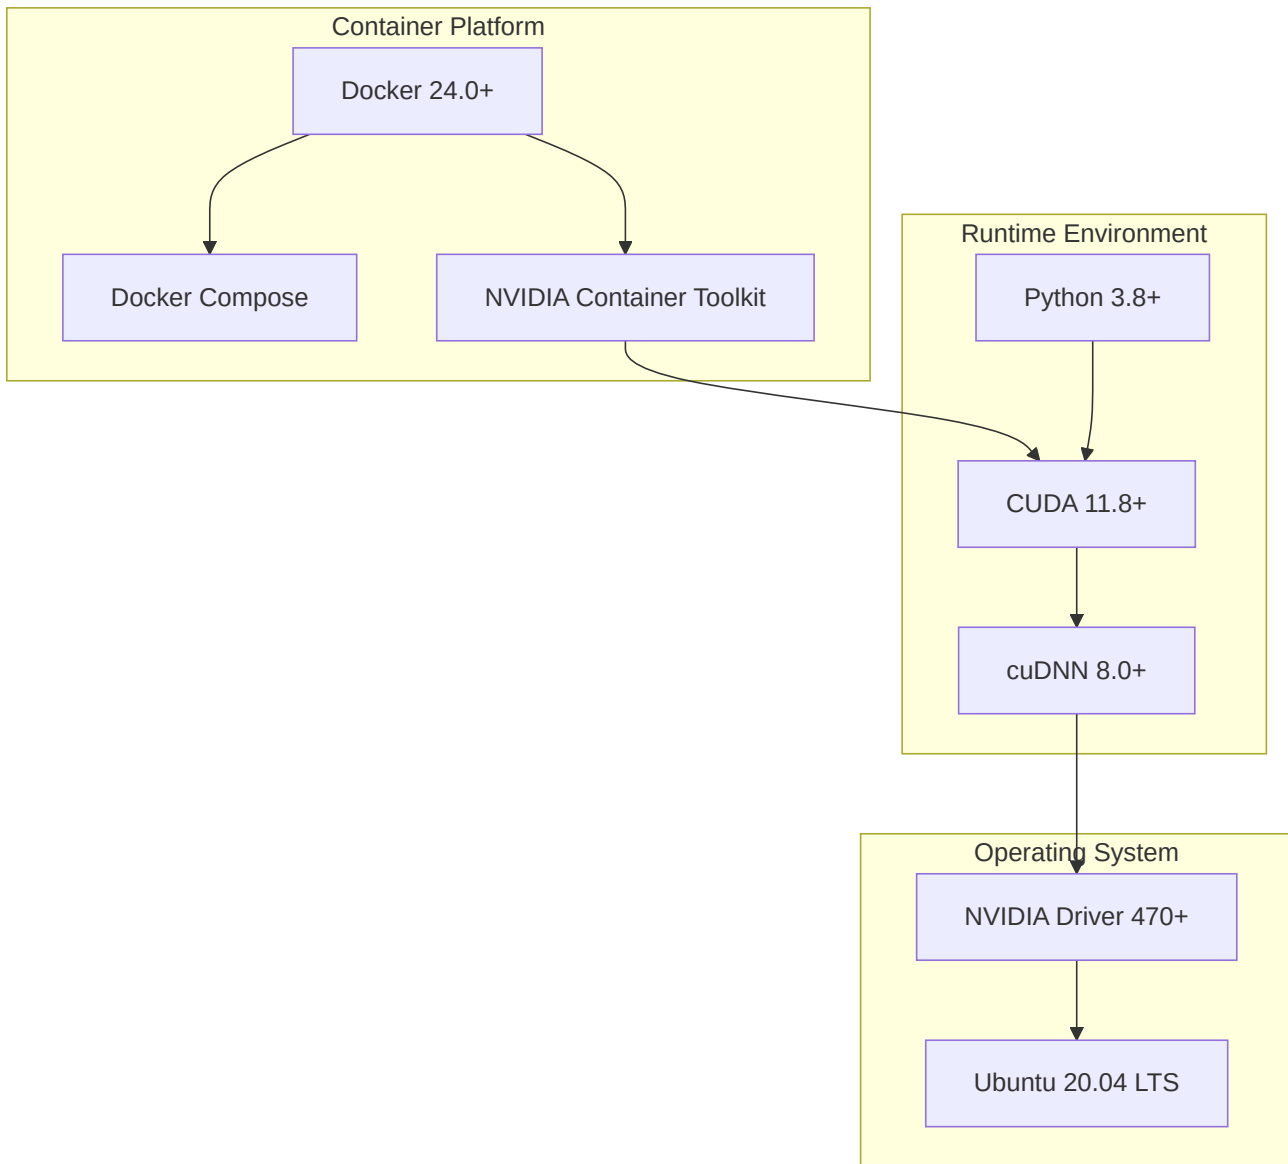 Container Platform
Docker 24.0+
Docker Compose
NVIDIA Container Toolkit
Runtime Environment
Python 3.8+
CUDA 11.8+
cuDNN 8.0+
Operating System
NVIDIA Driver 470+
Ubuntu 20.04 LTS